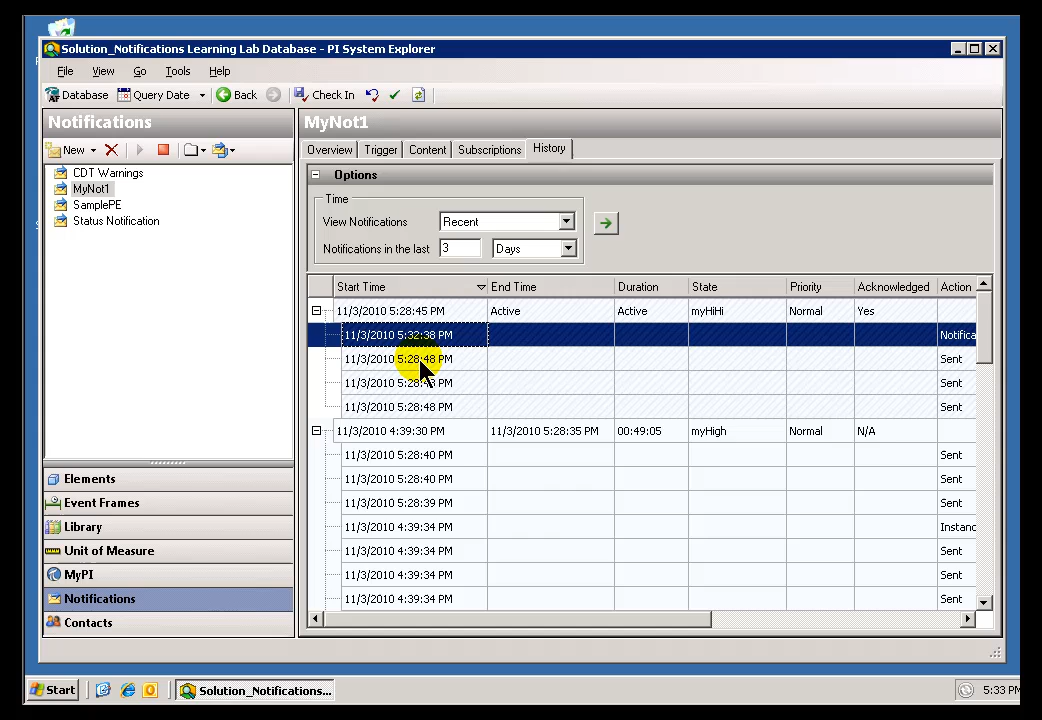 Solution_Notifications Learning Lab Database - PI System Explorer
File View Go Tools Help
Database Query Date Back Check In
Notifications
New
CDT Warnings
MyNot1
SamplePE
Status Notification
Elements
Event Frames
Library
Unit of Measure
MyPI
Notifications
Contacts
MyNot1
Overview Trigger Content Subscriptions History
Options
Time
View Notifications Recent
Notifications in the last 3 Days
Start Time End Time Duration State Priority Acknowledged Action
11/3/2010 5:28:45 PM Active Active myHiHi Normal Yes
11/3/2010 5:32:38 PM Notifica
11/3/2010 5:28:48 PM Sent
11/3/2010 5:28:48 PM Sent
11/3/2010 5:28:48 PM Sent
11/3/2010 4:39:30 PM 11/3/2010 5:28:35 PM 00:49:05 myHigh Normal N/A
11/3/2010 5:28:40 PM Sent
11/3/2010 5:28:40 PM Sent
11/3/2010 5:28:39 PM Sent
11/3/2010 4:39:34 PM Instanc
11/3/2010 4:39:34 PM Sent
11/3/2010 4:39:34 PM Sent
11/3/2010 4:39:34 PM Sent
Start Solution_Notifications... 5:33 PM